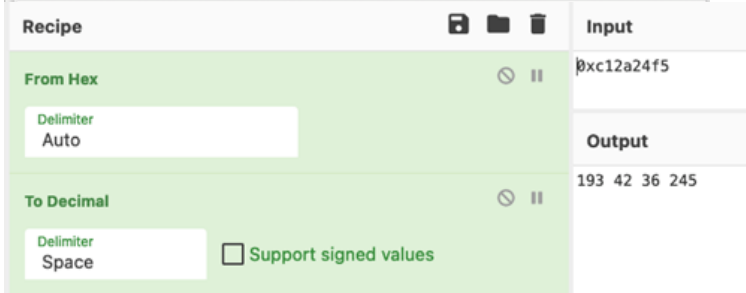 Recipe
From Hex
Delimiter
Auto
To Decimal
Delimiter
Space
Support signed values
Input
0xc12a24f5
Output
193 42 36 245